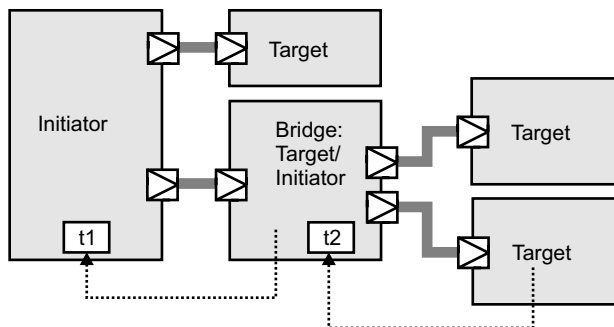 Initiator
Target
Bridge:
Target/
Initiator
Target
Target
t1
t2